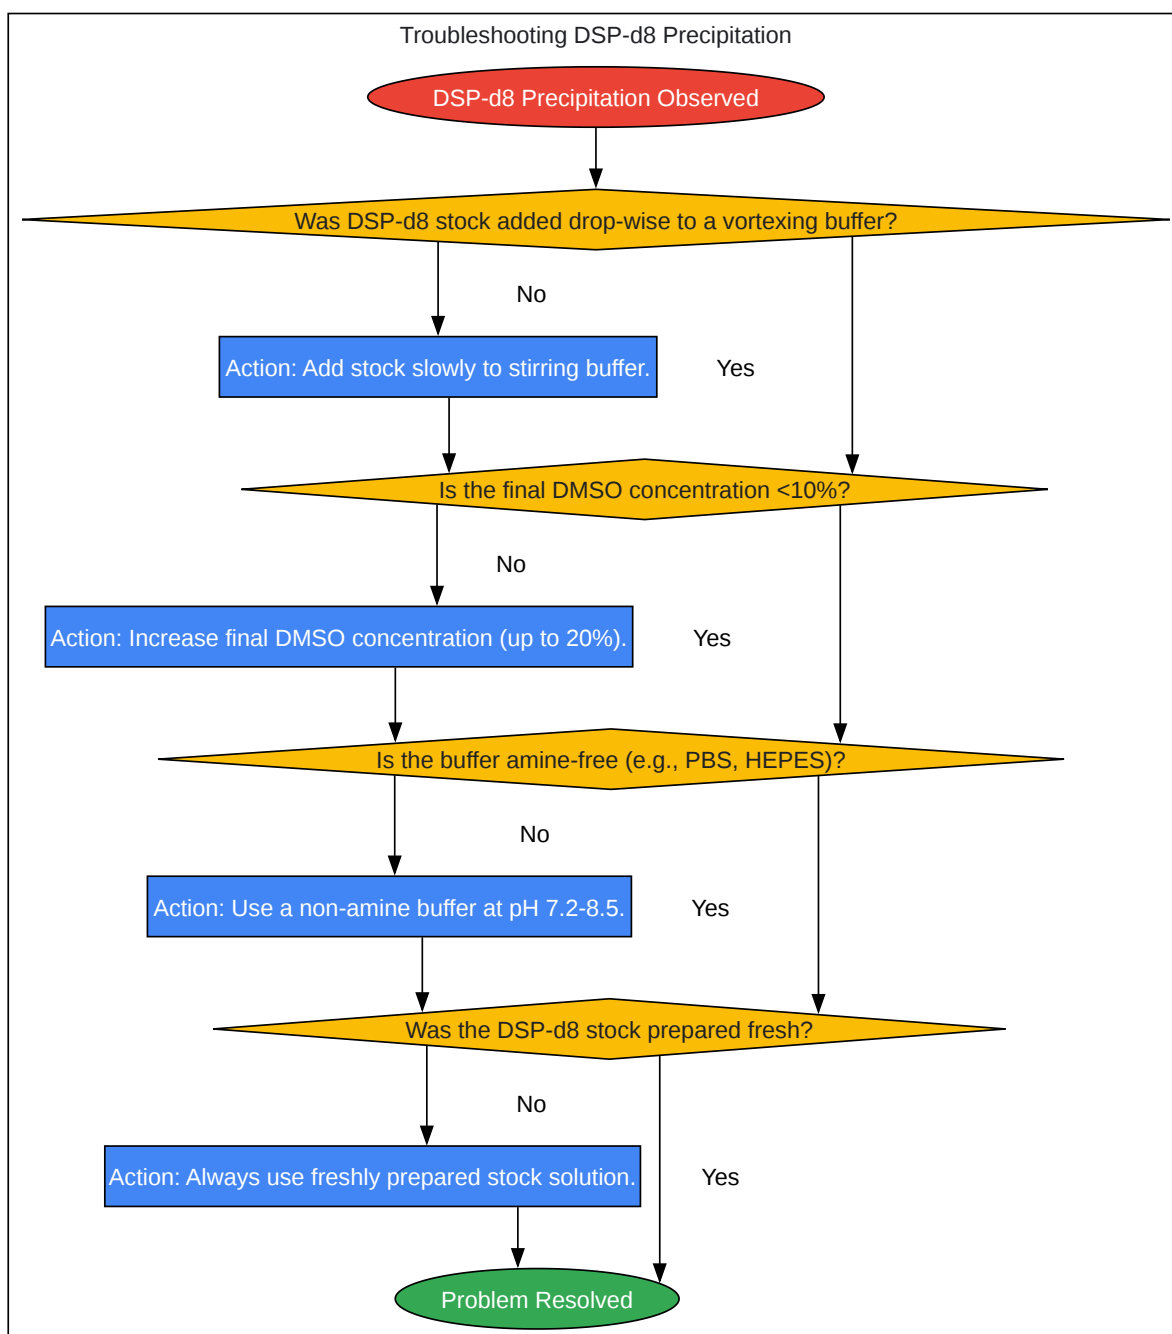 Troubleshooting DSP-d8 Precipitation
DSP-d8 Precipitation Observed
Was DSP-d8 stock added drop-wise to a vortexing buffer?
No
Action: Add stock slowly to stirring buffer.
Yes
Is the final DMSO concentration <10%?
No
Action: Increase final DMSO concentration (up to 20%).
Yes
Is the buffer amine-free (e.g., PBS, HEPES)?
No
Action: Use a non-amine buffer at pH 7.2-8.5.
Yes
Was the DSP-d8 stock prepared fresh?
No
Action: Always use freshly prepared stock solution.
Yes
Problem Resolved